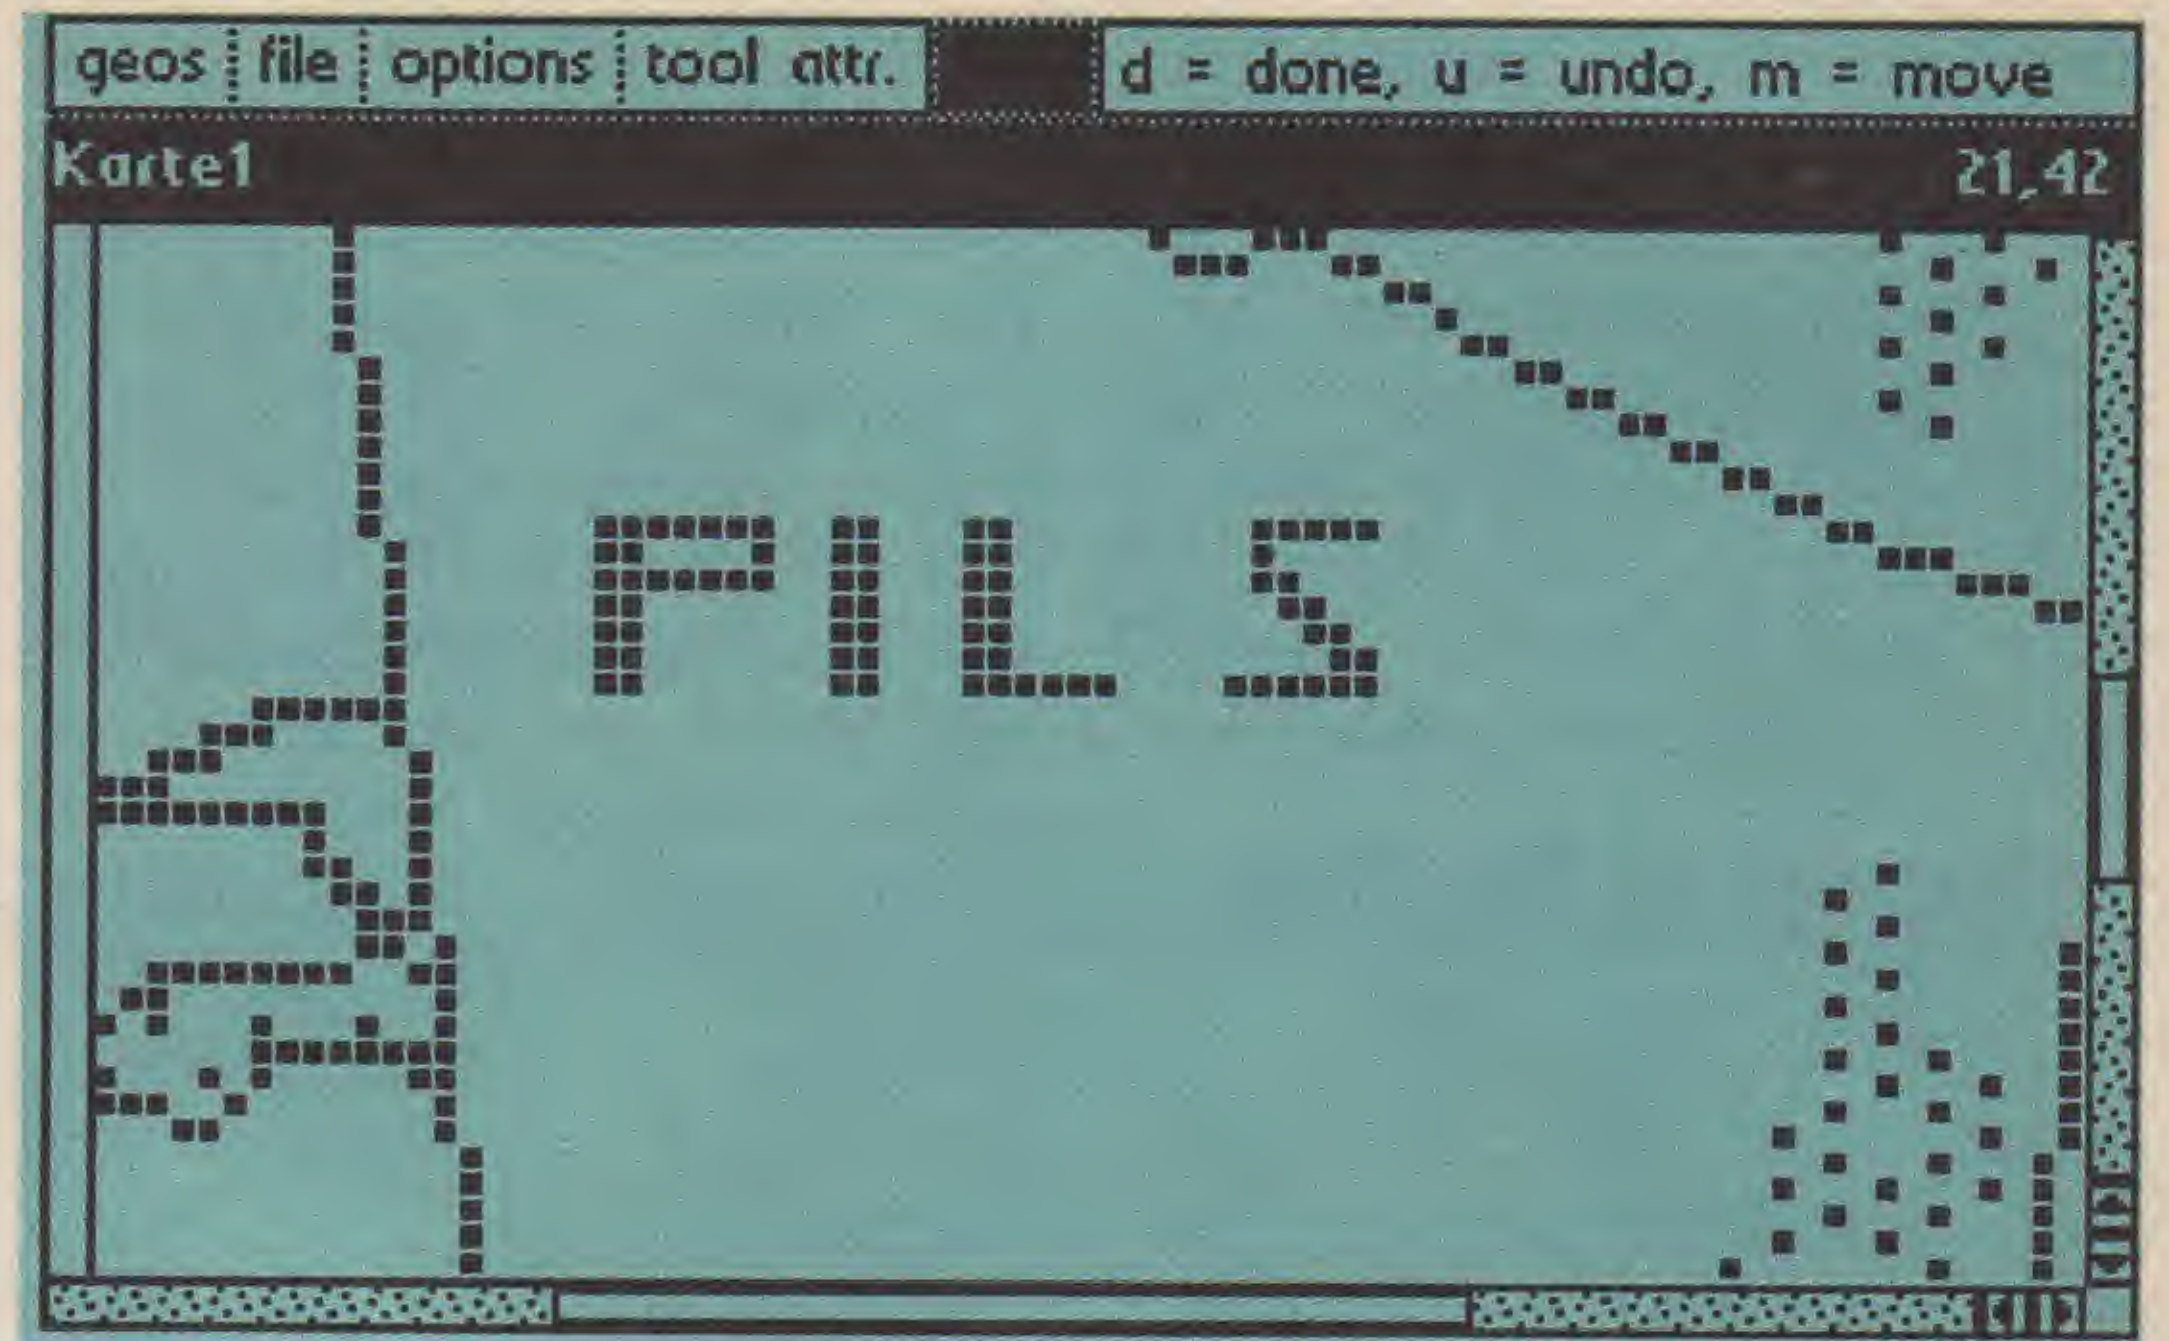 geos file options tool attr. d = done, u = undo, m = move
Karte1 21,42
PILS